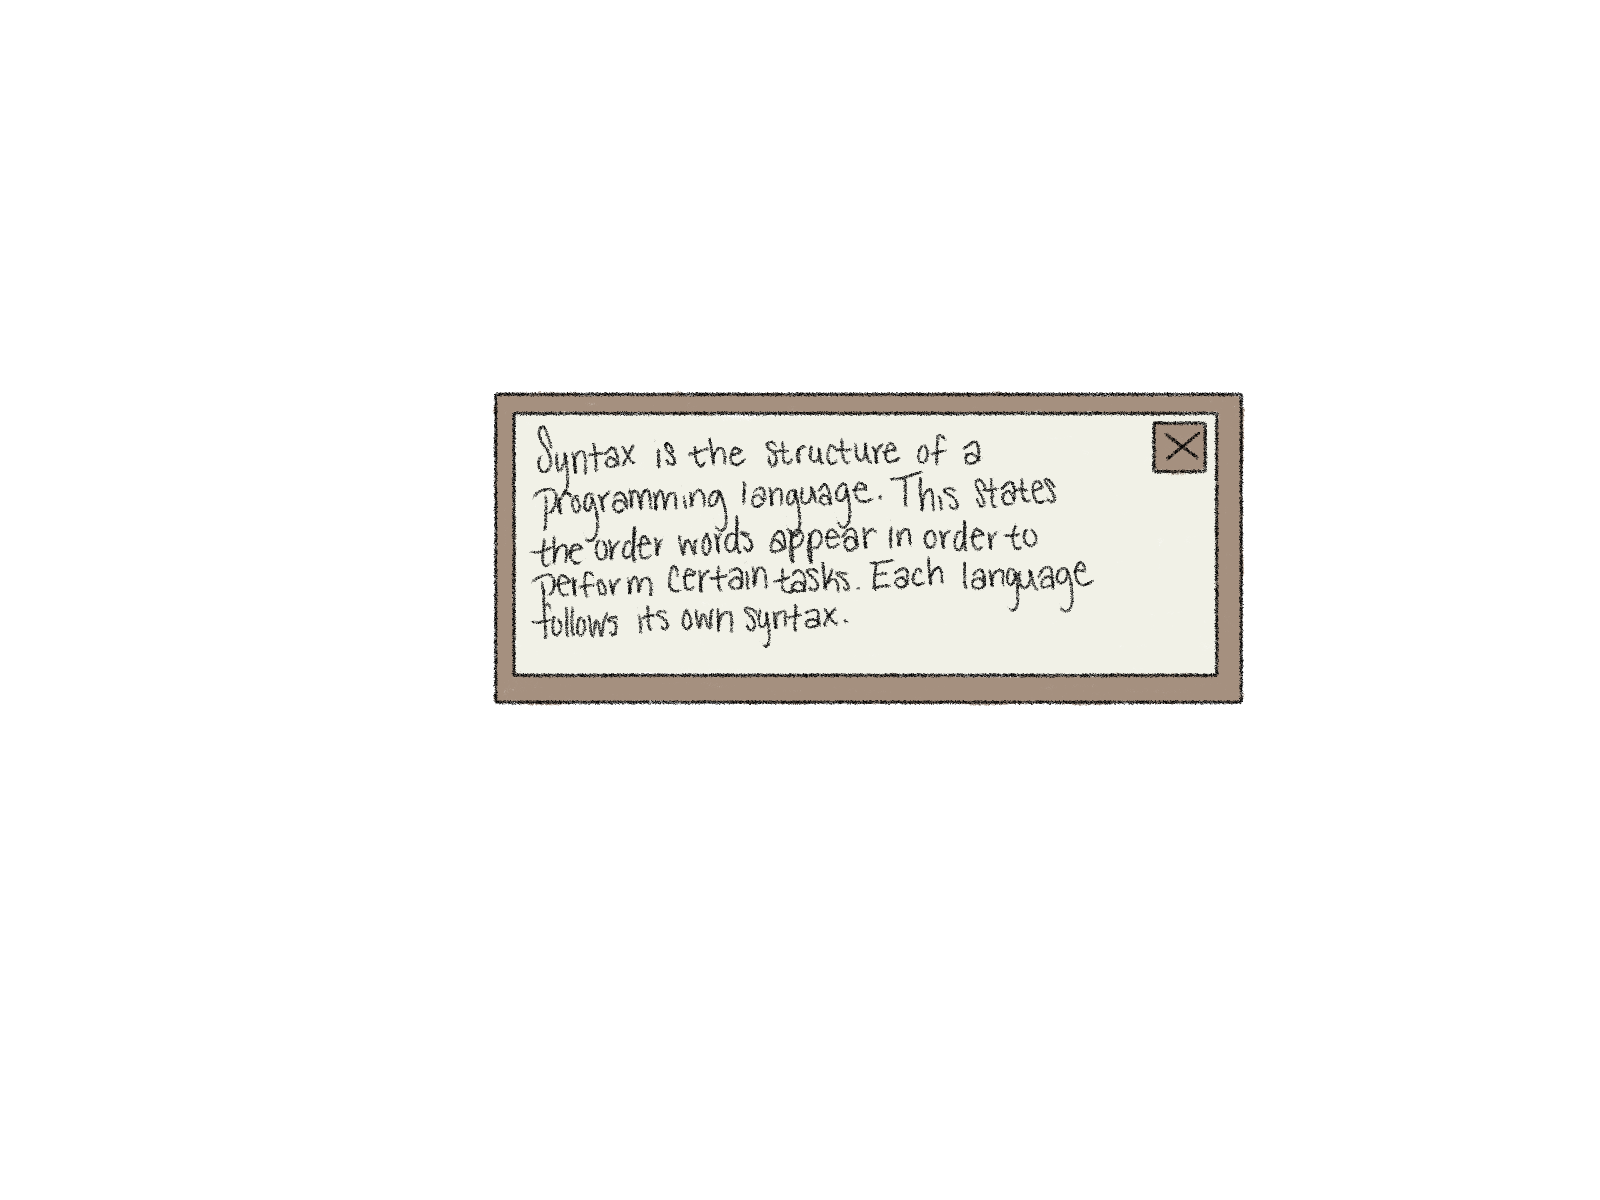 Syntax is the structure of a
programming language. This states
the order words appear in order to
perform certain tasks. Each language
follows its own syntax.